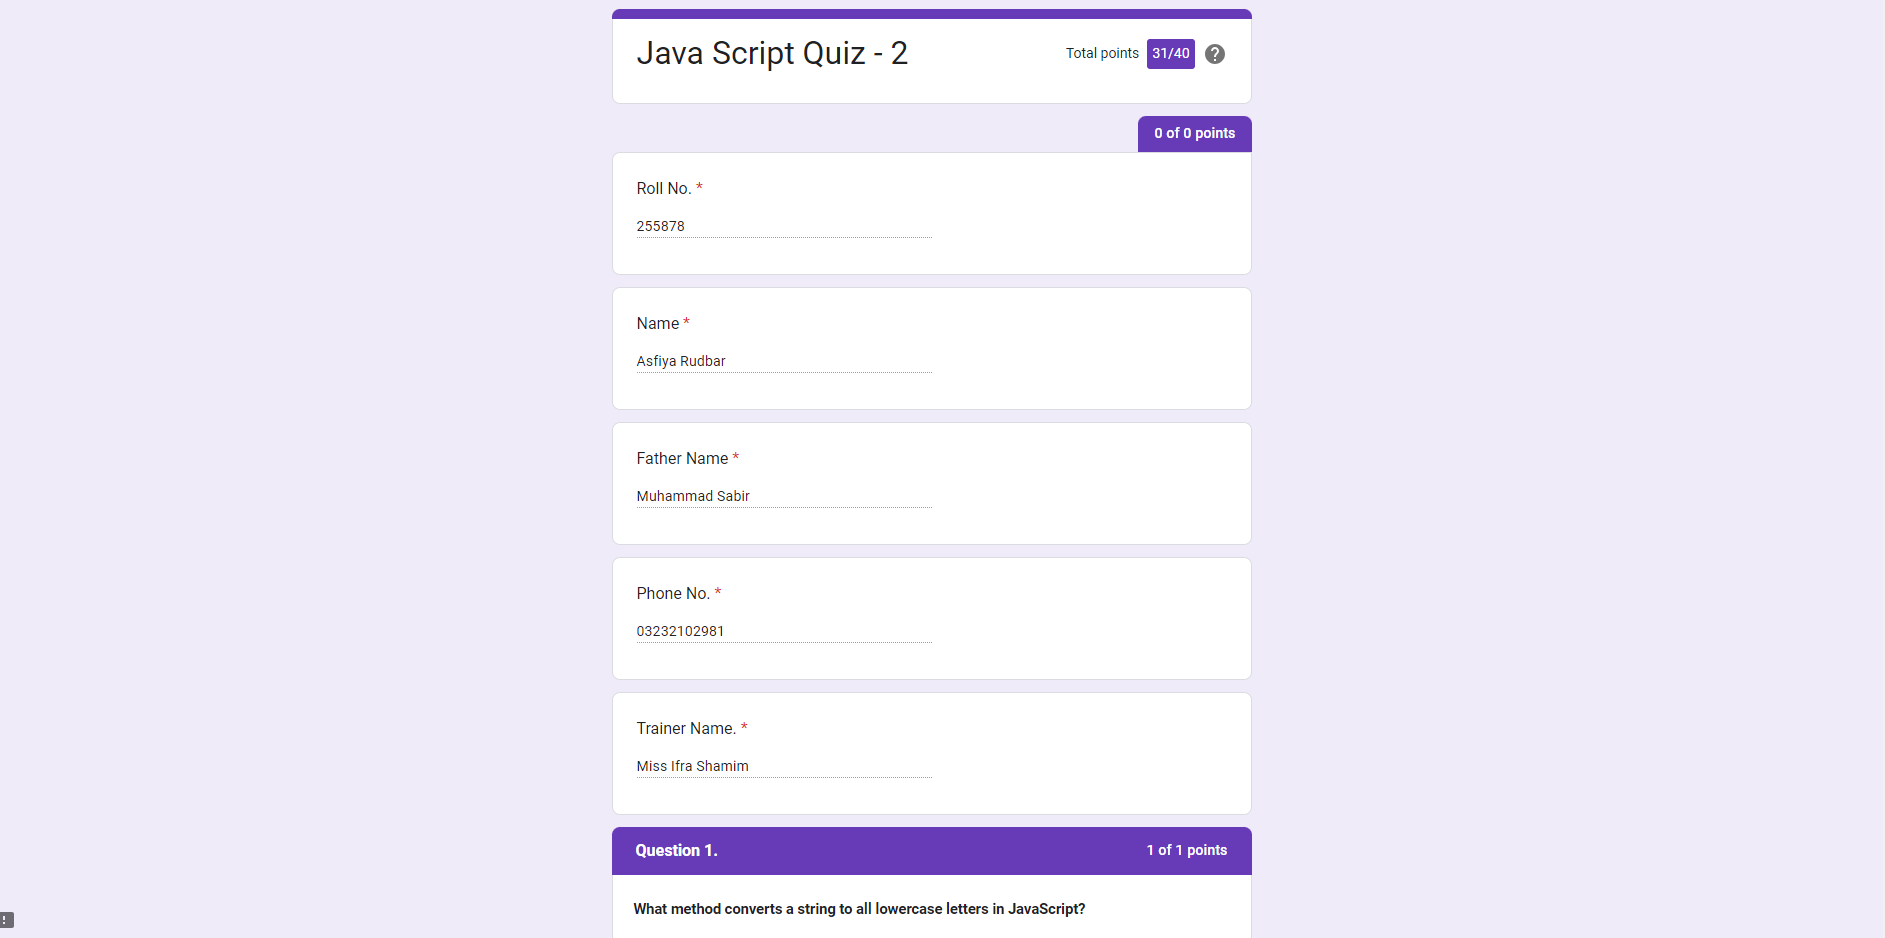 Java Script Quiz - 2
Total points 31/40
?
0 of 0 points
Roll No. *
255878
Name *
Asfiya Rudbar
Father Name *
Muhammad Sabir
Phone No. *
03232102981
Trainer Name. *
Miss Ifra Shamim
Question 1.
1 of 1 points
What method converts a string to all lowercase letters in JavaScript?
!